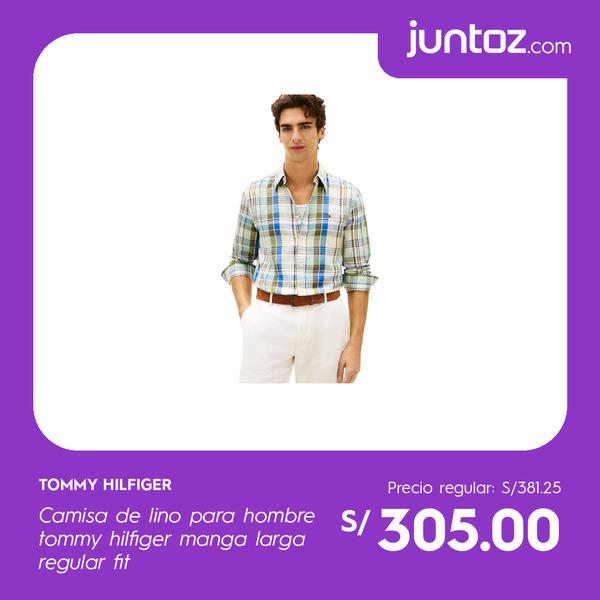 juntoz.com
TOMMY HILFIGER
Camisa de lino para hombre
tommy hilfiger manga larga
regular fit
Precio regular: S/381.25
S/ 305.00